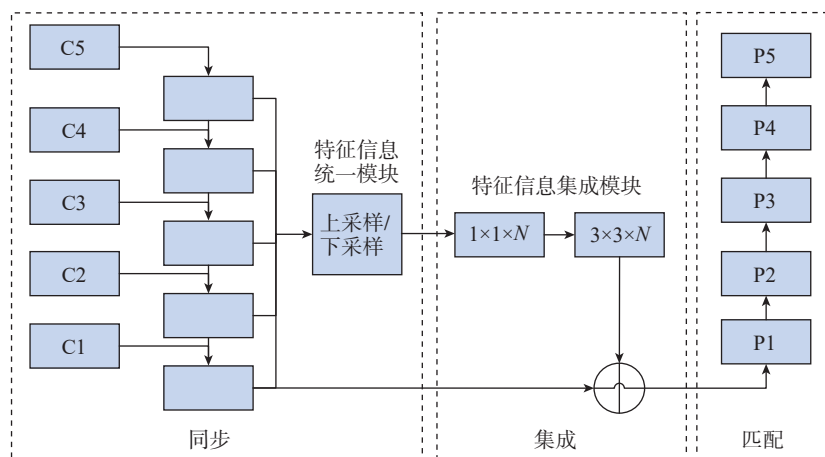 C5
C4
C3
C2
C1
特征信息
统一模块
上采样/
下采样
同步
特征信息集成模块
1×1×N
3×3×N
集成
P5
P4
P3
P2
P1
匹配